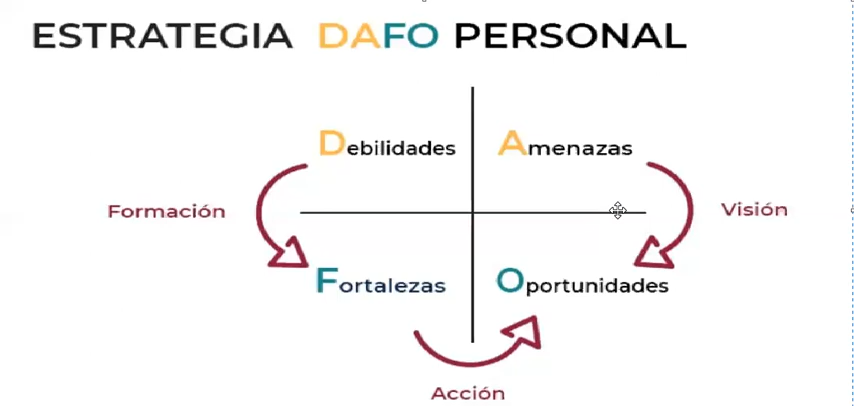 ESTRATEGIA DAFO PERSONAL
Debilidades Amenazas
Formación Visión
Fortalezas Oportunidades
Acción